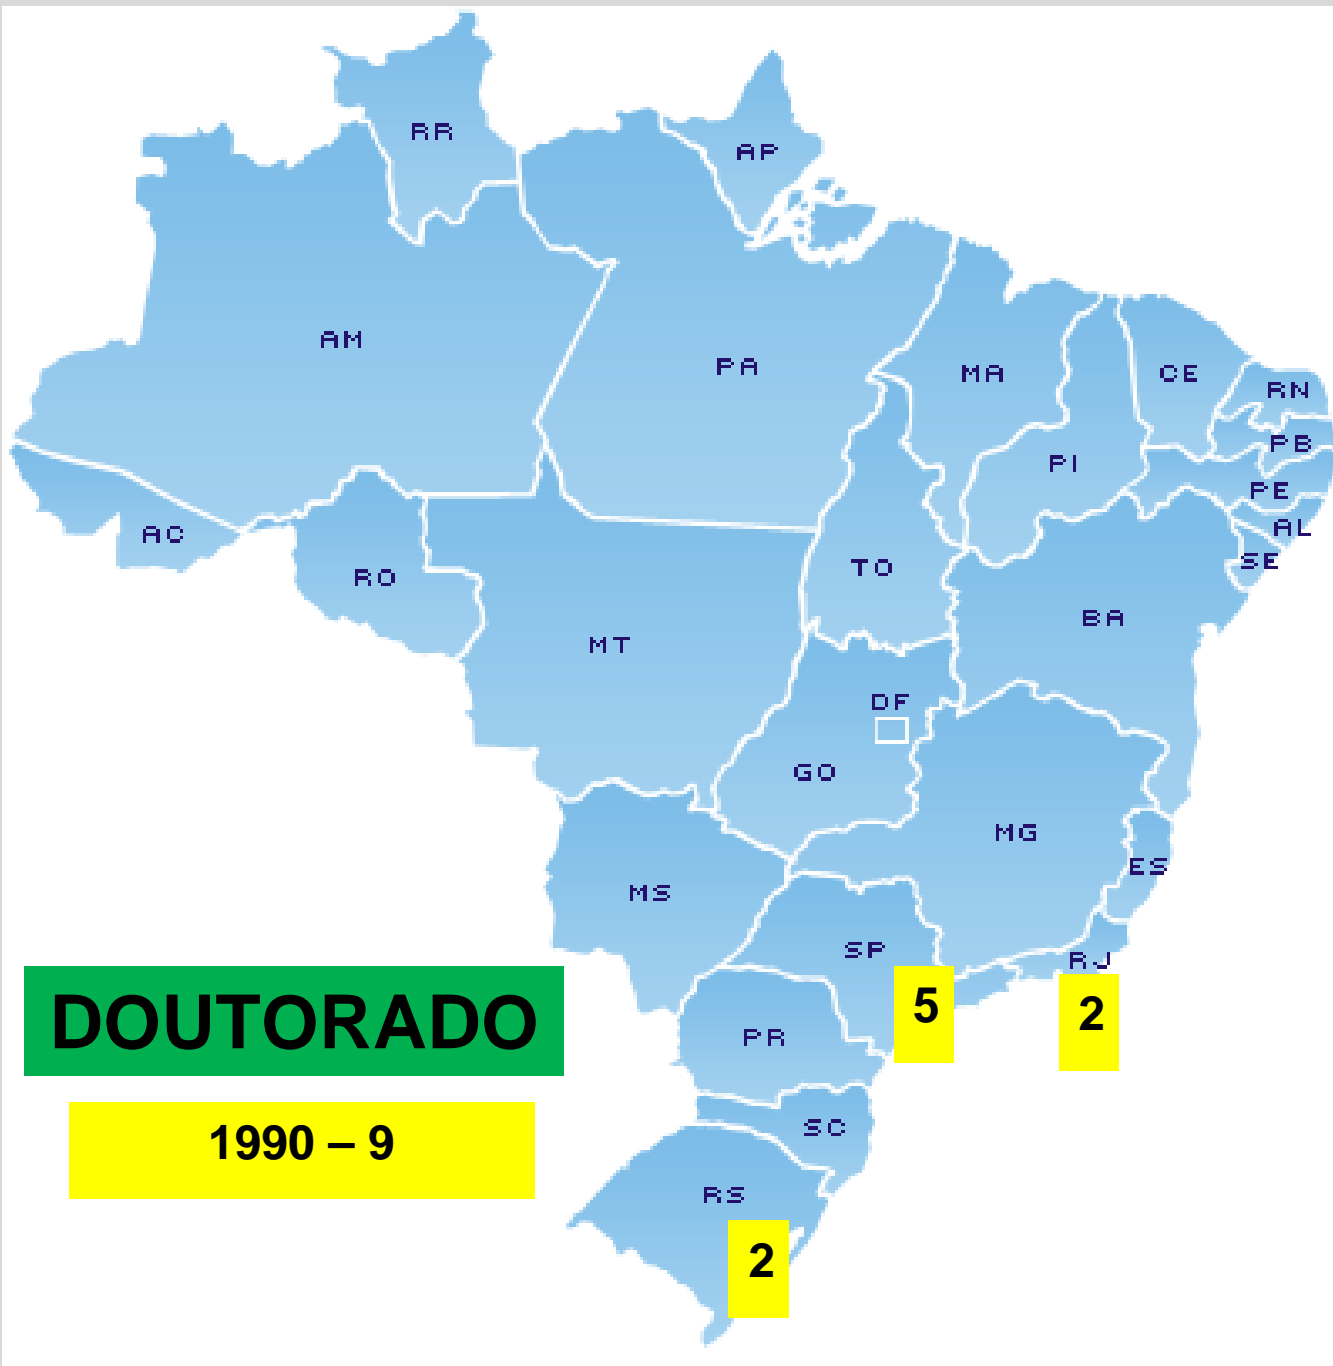 RR
AP
AM
PA
MA
CE
RN
PB
PI
PE
AC
AL
SE
RO
TO
BA
MT
DF
GO
MG
ES
MS
SP
RJ
5
2
DOUTORADO
PR
1990 – 9
SC
RS
2